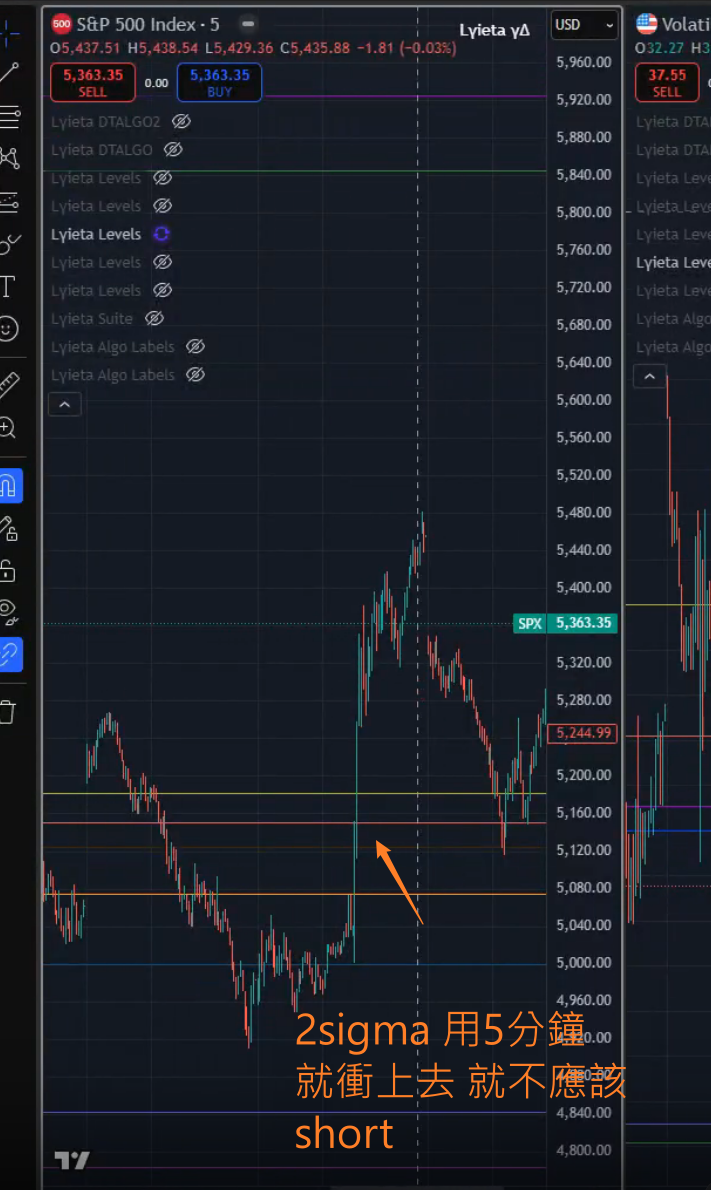 500 S&P 500 Index · 5
O5,437.51 H5,438.54 L5,429.36 C5,435.88 −1.81 (−0.03%)
Lyieta γΔ
USD
5,363.35
SELL
0.00
5,363.35
BUY
Lyieta DTALGO2
Lyieta DTALGO
Lyieta Levels
Lyieta Levels
Lyieta Levels
Lyieta Levels
Lyieta Levels
Lyieta Suite
Lyieta Algo Labels
Lyieta Algo Labels
5,960.00
5,920.00
5,880.00
5,840.00
5,800.00
5,760.00
5,720.00
5,680.00
5,640.00
5,600.00
5,560.00
5,520.00
5,480.00
5,440.00
5,400.00
SPX 5,363.35
5,320.00
5,280.00
5,244.99
5,200.00
5,160.00
5,120.00
5,080.00
5,040.00
5,000.00
4,960.00
4,920.00
4,880.00
4,840.00
4,800.00
2sigma 用5分鐘
就衝上去 就不應該
short
Volati
O32.27 H3
37.55
SELL
Lyieta DTA
Lyieta DTA
Lyieta Leve
Lyieta Leve
Lyieta Leve
Lyieta Leve
Lyieta Leve
Lyieta Algo
Lyieta Algo